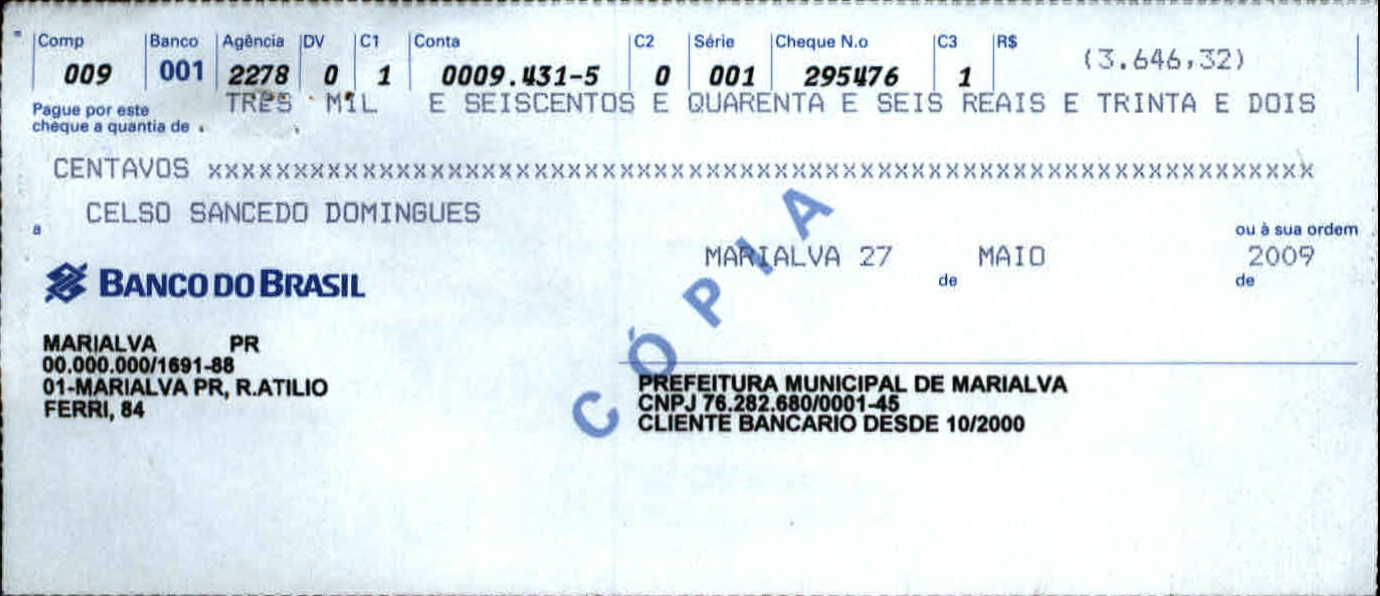 Comp Banco Agência DV C1 Conta C2 Série Cheque N.o C3 R$ (3.646,32)
009 001 2278 0 1 0009.431-5 0 001 295476 1
Pague por este TRES MIL E SEISCENTOS E QUARENTA E SEIS REAIS E TRINTA E DOIS
cheque a quantia de
CENTAVOS xxxxxxxxxxxxxxxxxxxxxxxxxxxxxxxxxxxxxxxxxxxxxxxxxxxxxxxxxxxxxxxxx
a CELSO SANCEDO DOMINGUES
ou à sua ordem
MARIALVA 27 de MAIO de 2009
BANCO DO BRASIL
CÓPIA
MARIALVA PR
00.000.000/1691-88
01-MARIALVA PR, R.ATILIO
FERRI, 84
PREFEITURA MUNICIPAL DE MARIALVA
CNPJ 76.282.680/0001-45
CLIENTE BANCARIO DESDE 10/2000